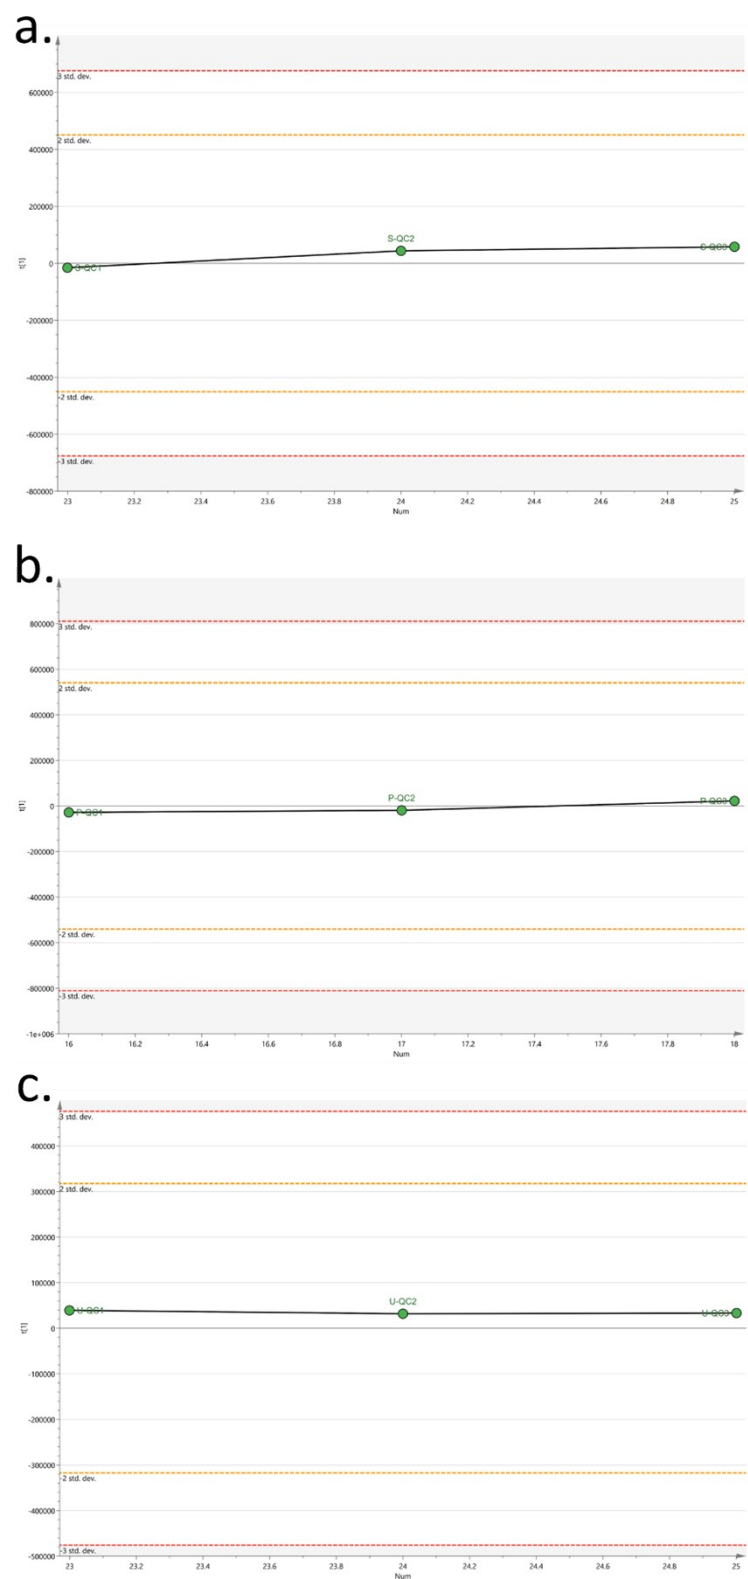 a.
3 std. dev.
600000
2 std. dev.
400000
200000
S-QC2
S-QC3
0
S-QC1
t[1]
-200000
-400000
-2 std. dev.
-600000
-3 std. dev.
-800000
23 23.2 23.4 23.6 23.8 24 24.2 24.4 24.6 24.8 25
Num
b.
800000
3 std. dev.
600000
2 std. dev.
400000
200000
P-QC2
P-QC3
0
P-QC1
t[1]
-200000
-400000
-2 std. dev.
-600000
-800000
-3 std. dev.
-1e+006
16 16.2 16.4 16.6 16.8 17 17.2 17.4 17.6 17.8 18
Num
c.
3 std. dev.
400000
300000
2 std. dev.
200000
100000
U-QC2
U-QC1
U-QC3
0
t[1]
-100000
-200000
-300000
-2 std. dev.
-400000
-3 std. dev.
-500000
23 23.2 23.4 23.6 23.8 24 24.2 24.4 24.6 24.8 25
Num